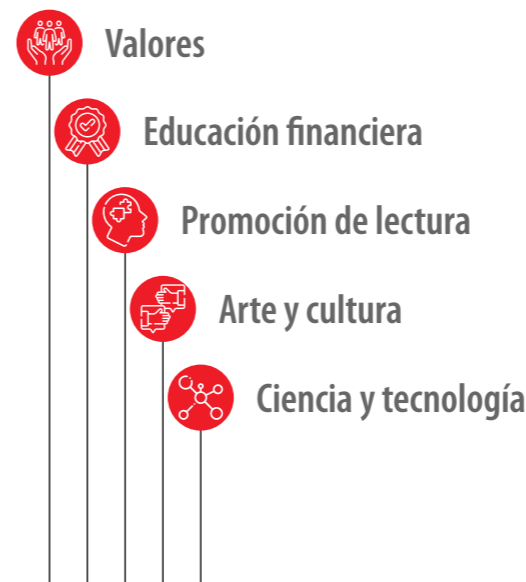 Valores
Educación financiera
Promoción de lectura
Arte y cultura
Ciencia y tecnología